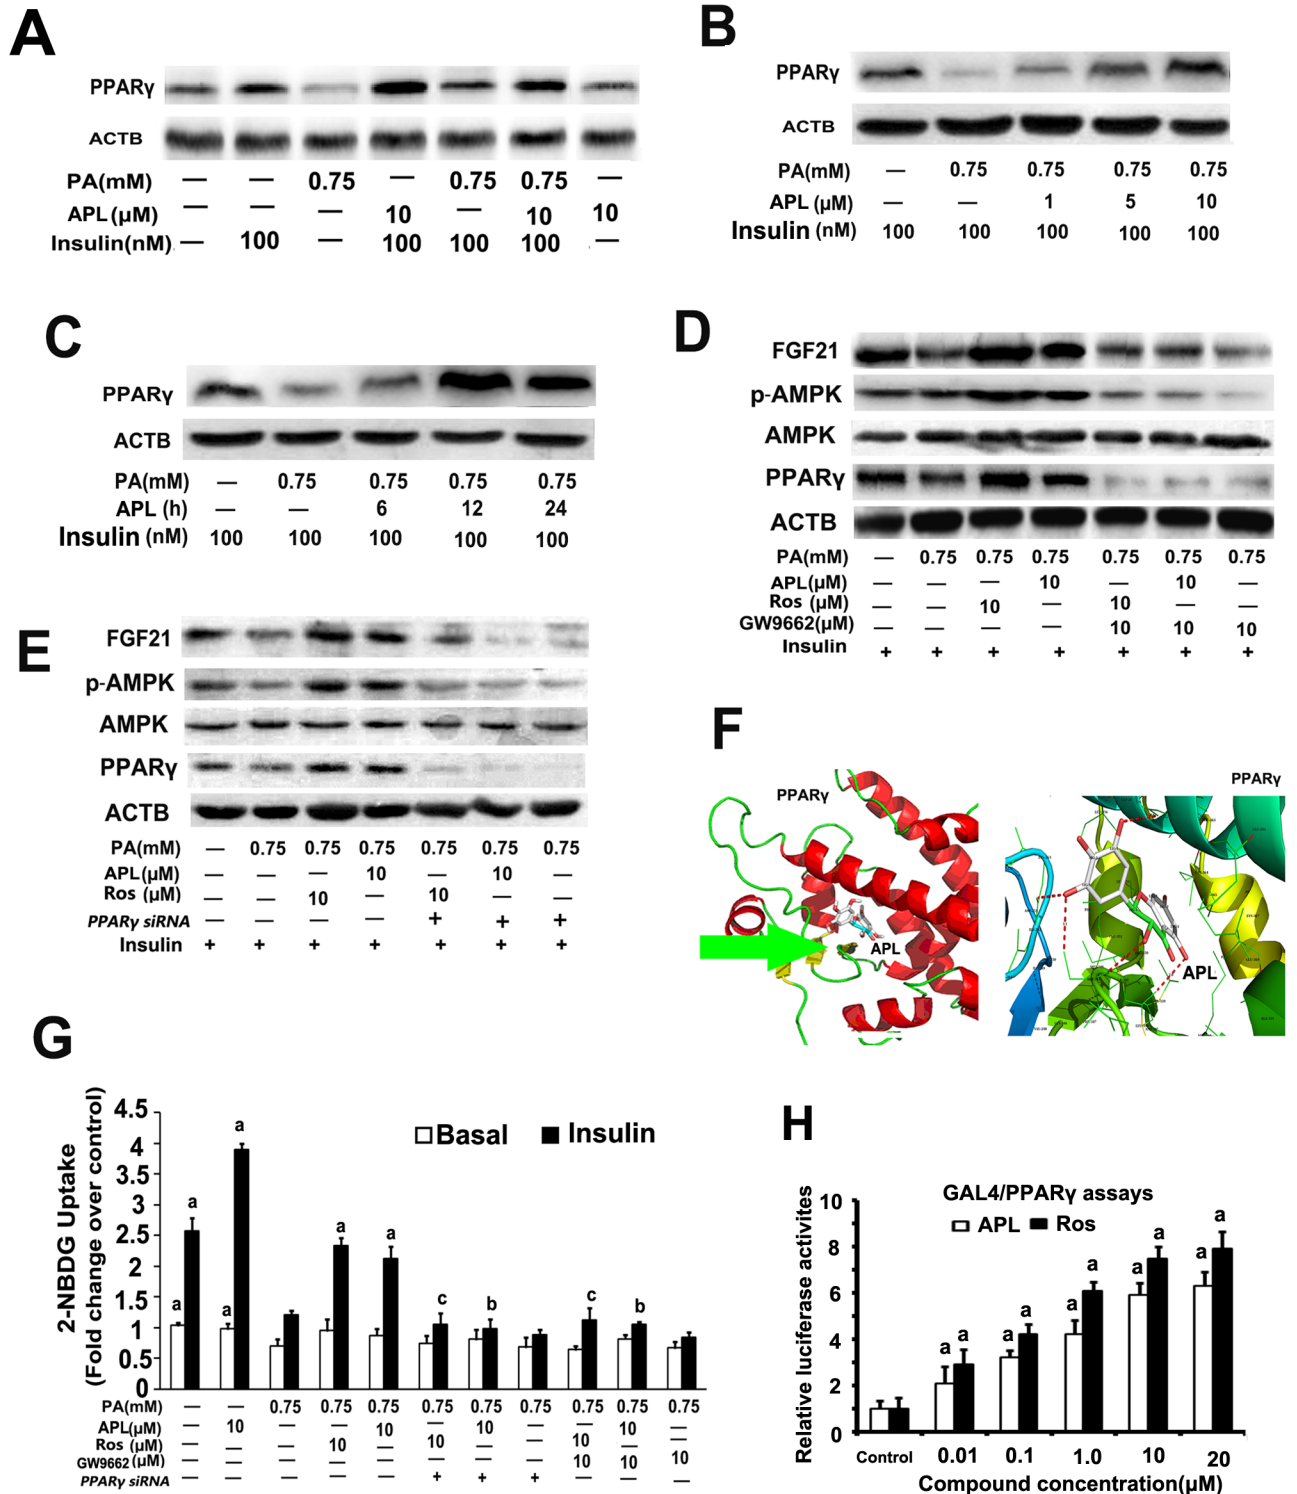 A
PPARγ
ACTB
PA(mM) — — 0.75 — 0.75 0.75 —
APL(μM) — — — 10 — 10 10
Insulin(nM) — 100 — 100 100 100 —
B
PPARγ
ACTB
PA(mM) — 0.75 0.75 0.75 0.75
APL (μM) — — 1 5 10
Insulin (nM) 100 100 100 100 100
C
PPARγ
ACTB
PA(mM) — 0.75 0.75 0.75 0.75
APL (h) — — 6 12 24
Insulin (nM) 100 100 100 100 100
D
FGF21
p-AMPK
AMPK
PPARγ
ACTB
PA(mM) — 0.75 0.75 0.75 0.75 0.75 0.75
APL(μM) — — — 10 — 10 —
Ros (μM) — — 10 — 10 — —
GW9662(μM) — — — — 10 10 10
Insulin + + + + + + +
E
FGF21
p-AMPK
AMPK
PPARγ
ACTB
PA(mM) — 0.75 0.75 0.75 0.75 0.75 0.75
APL(μM) — — — 10 — 10 —
Ros (μM) — — 10 — 10 — —
PPARγ siRNA — — — — + + +
Insulin + + + + + + +
F
PPARγ
APL
PPARγ
APL
G
2-NBDG Uptake
(Fold change over control)
4.5
4
3.5
3
2.5
2
1.5
1
0.5
0
Basal Insulin
a a a a a a c b c b
PA(mM) — — 0.75 0.75 0.75 0.75 0.75 0.75 0.75 0.75 0.75
APL(μM) — 10 — — 10 — 10 — — 10 —
Ros (μM) — — — 10 — 10 — — 10 — —
GW9662 (μM) — — — — — — — — 10 10 10
PPARγ siRNA — — — — — + + + — — —
H
GAL4/PPARγ assays
APL Ros
Relative luciferase activites
10
8
6
4
2
0
a a a a a a a a a a
Control 0.01 0.1 1.0 10 20
Compound concentration(μM)